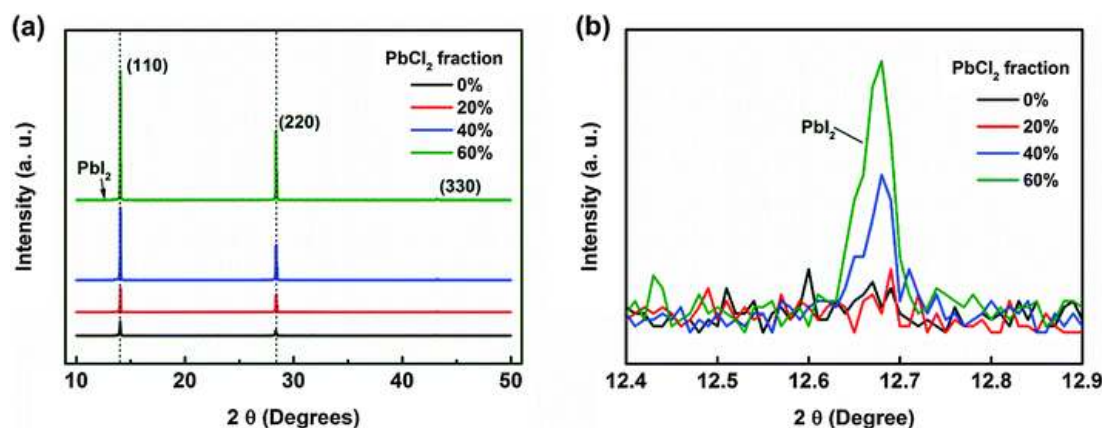 (a)
PbCl₂ fraction
0%
20%
40%
60%
(110)
(220)
(330)
PbI₂
Intensity (a. u.)
10 20 30 40 50
2 θ (Degrees)
(b)
PbCl₂ fraction
0%
20%
40%
60%
PbI₂
Intensity (a. u.)
12.4 12.5 12.6 12.7 12.8 12.9
2 θ (Degree)